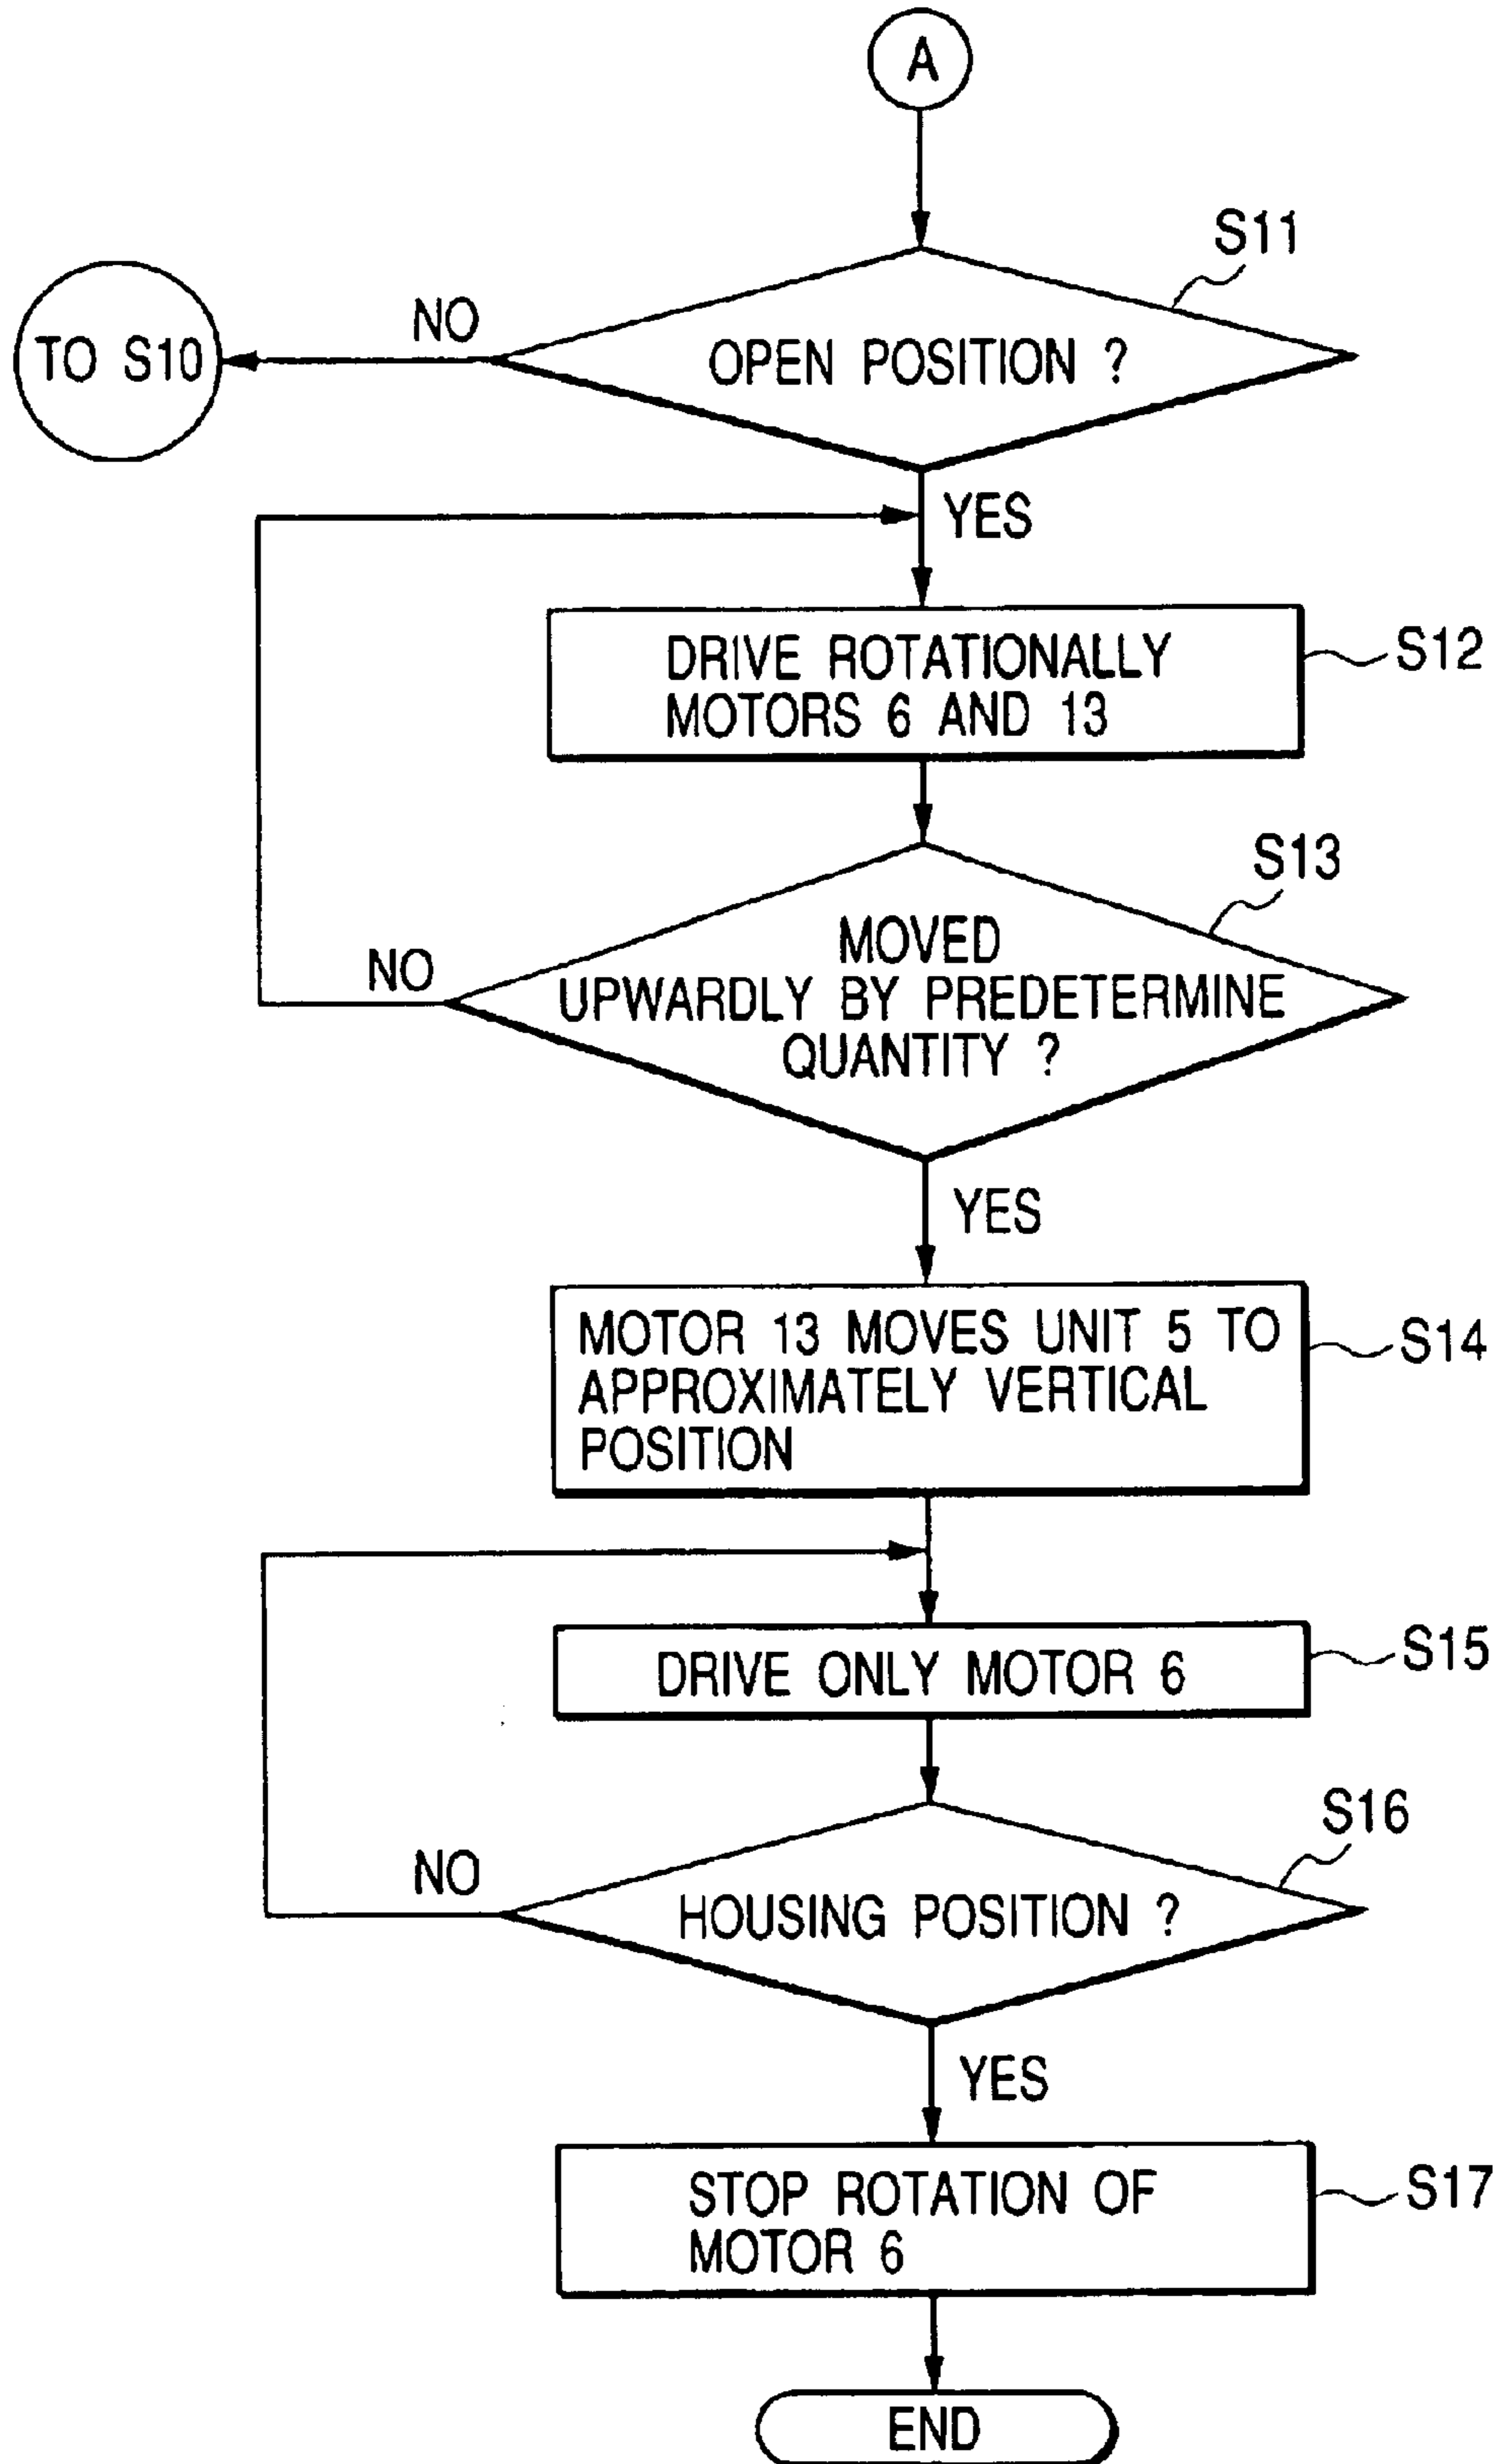 A
S11
NO
TO S10
OPEN POSITION ?
YES
DRIVE ROTATIONALLY
MOTORS 6 AND 13
S12
S13
NO
MOVED
UPWARDLY BY PREDETERMINE
QUANTITY ?
YES
MOTOR 13 MOVES UNIT 5 TO
APPROXIMATELY VERTICAL
POSITION
S14
DRIVE ONLY MOTOR 6
S15
S16
NO
HOUSING POSITION ?
YES
STOP ROTATION OF
MOTOR 6
S17
END